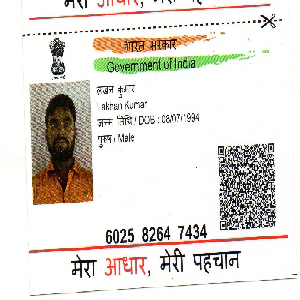 मेरा आधार, मेरी पहचान
भारत सरकार
Government of India
लखन कुमार
Lakhan Kumar
जन्म तिथि / DOB : 08/07/1994
पुरुष / Male
6025 8264 7434
मेरा आधार, मेरी पहचान